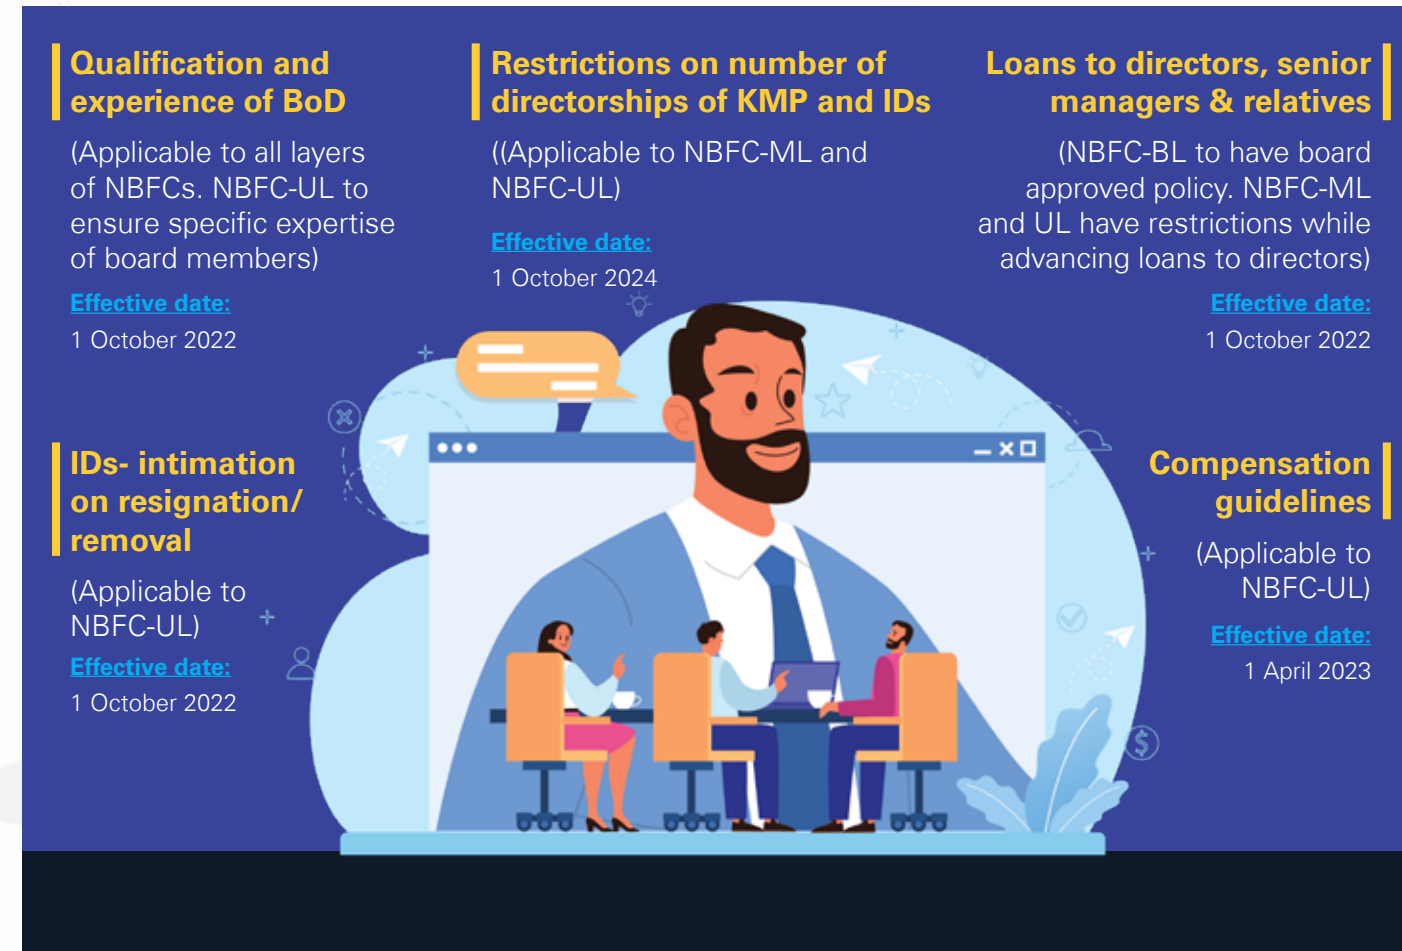 Qualification and
experience of BoD
(Applicable to all layers
of NBFCs. NBFC-UL to
ensure specific expertise
of board members)
Effective date:
1 October 2022
Restrictions on number of
directorships of KMP and IDs
((Applicable to NBFC-ML and
NBFC-UL)
Effective date:
1 October 2024
Loans to directors, senior
managers & relatives
(NBFC-BL to have board
approved policy. NBFC-ML
and UL have restrictions while
advancing loans to directors)
Effective date:
1 October 2022
IDs- intimation
on resignation/
removal
(Applicable to
NBFC-UL)
Effective date:
1 October 2022
Compensation
guidelines
(Applicable to
NBFC-UL)
Effective date:
1 April 2023
$